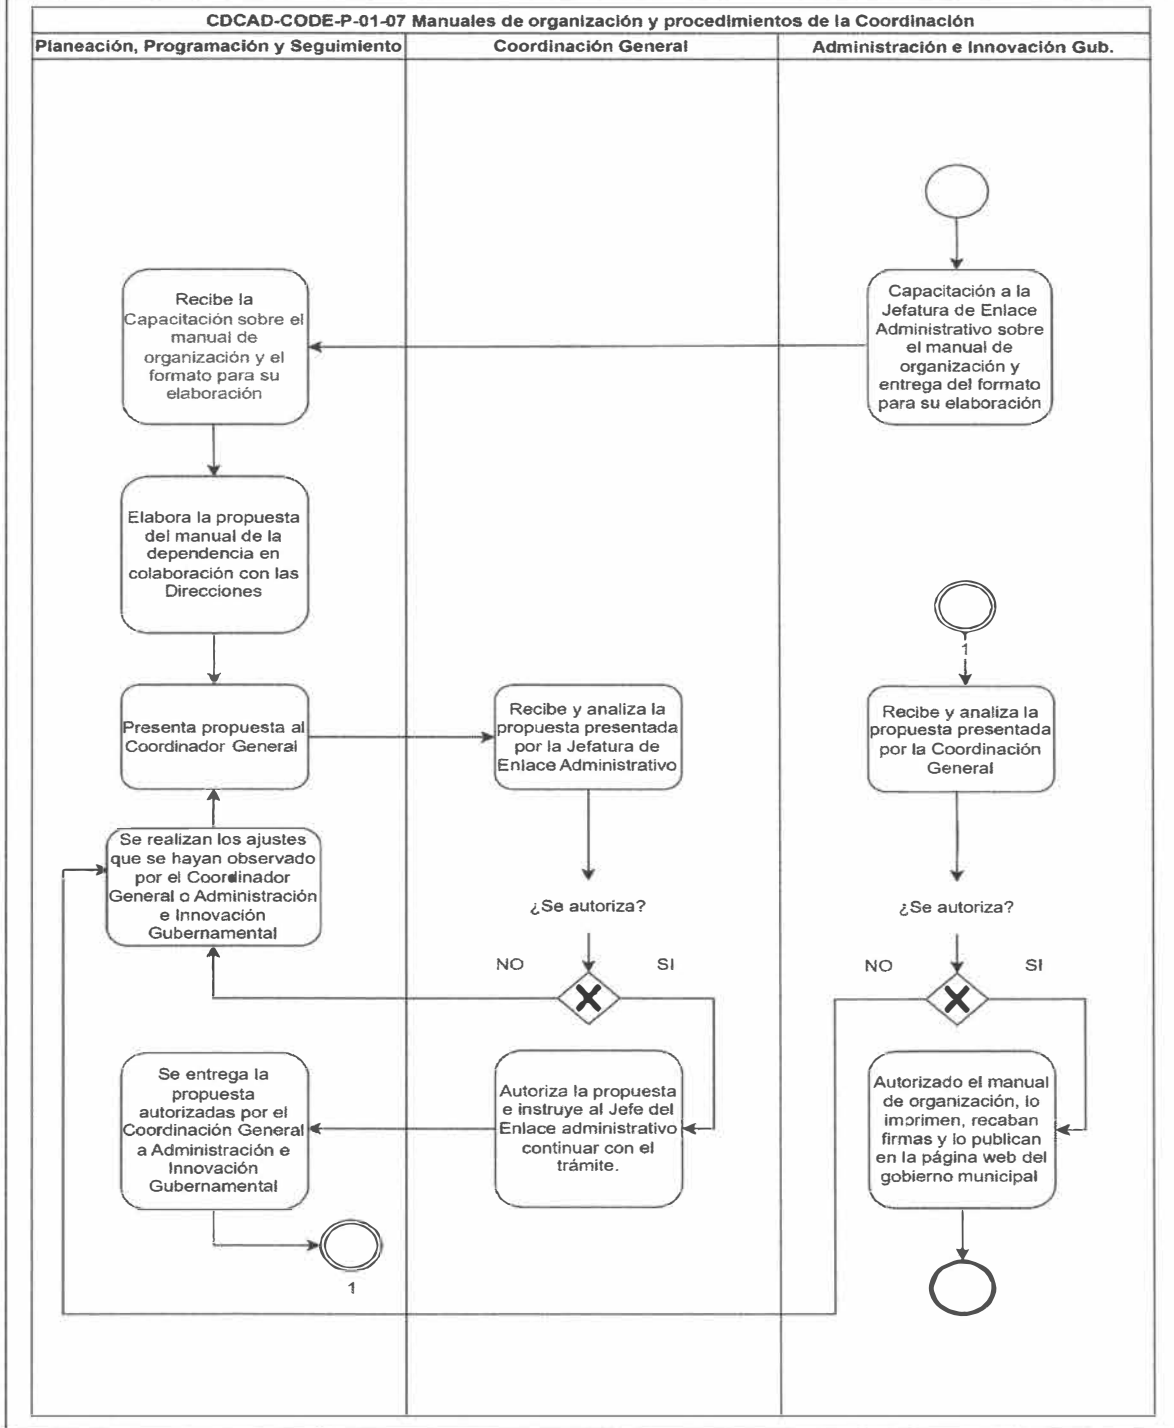 CDCAD-CODE-P-01-07 Manuales de organización y procedimientos de la Coordinación
Planeación, Programación y Seguimiento
Coordinación General
Administración e Innovación Gub.
Capacitación a la
Jefatura de Enlace
Administrativo sobre
el manual de
organización y
entrega del formato
para su elaboración
Recibe la
Capacitación sobre el
manual de
organización y el
formato para su
elaboración
Elabora la propuesta
del manual de la
dependencia en
colaboración con las
Direcciones
Presenta propuesta al
Coordinador General
Recibe y analiza la
propuesta presentada
por la Jefatura de
Enlace Administrativo
1
Recibe y analiza la
propuesta presentada
por la Coordinación
General
Se realizan los ajustes
que se hayan observado
por el Coordinador
General o Administración
e Innovación
Gubernamental
¿Se autoriza?
NO
SI
¿Se autoriza?
NO
SI
Se entrega la
propuesta
autorizadas por el
Coordinación General
a Administración e
Innovación
Gubernamental
1
Autoriza la propuesta
e instruye al Jefe del
Enlace administrativo
continuar con el
trámite.
Autorizado el manual
de organización, lo
imprimen, recaban
firmas y lo publican
en la página web del
gobierno municipal